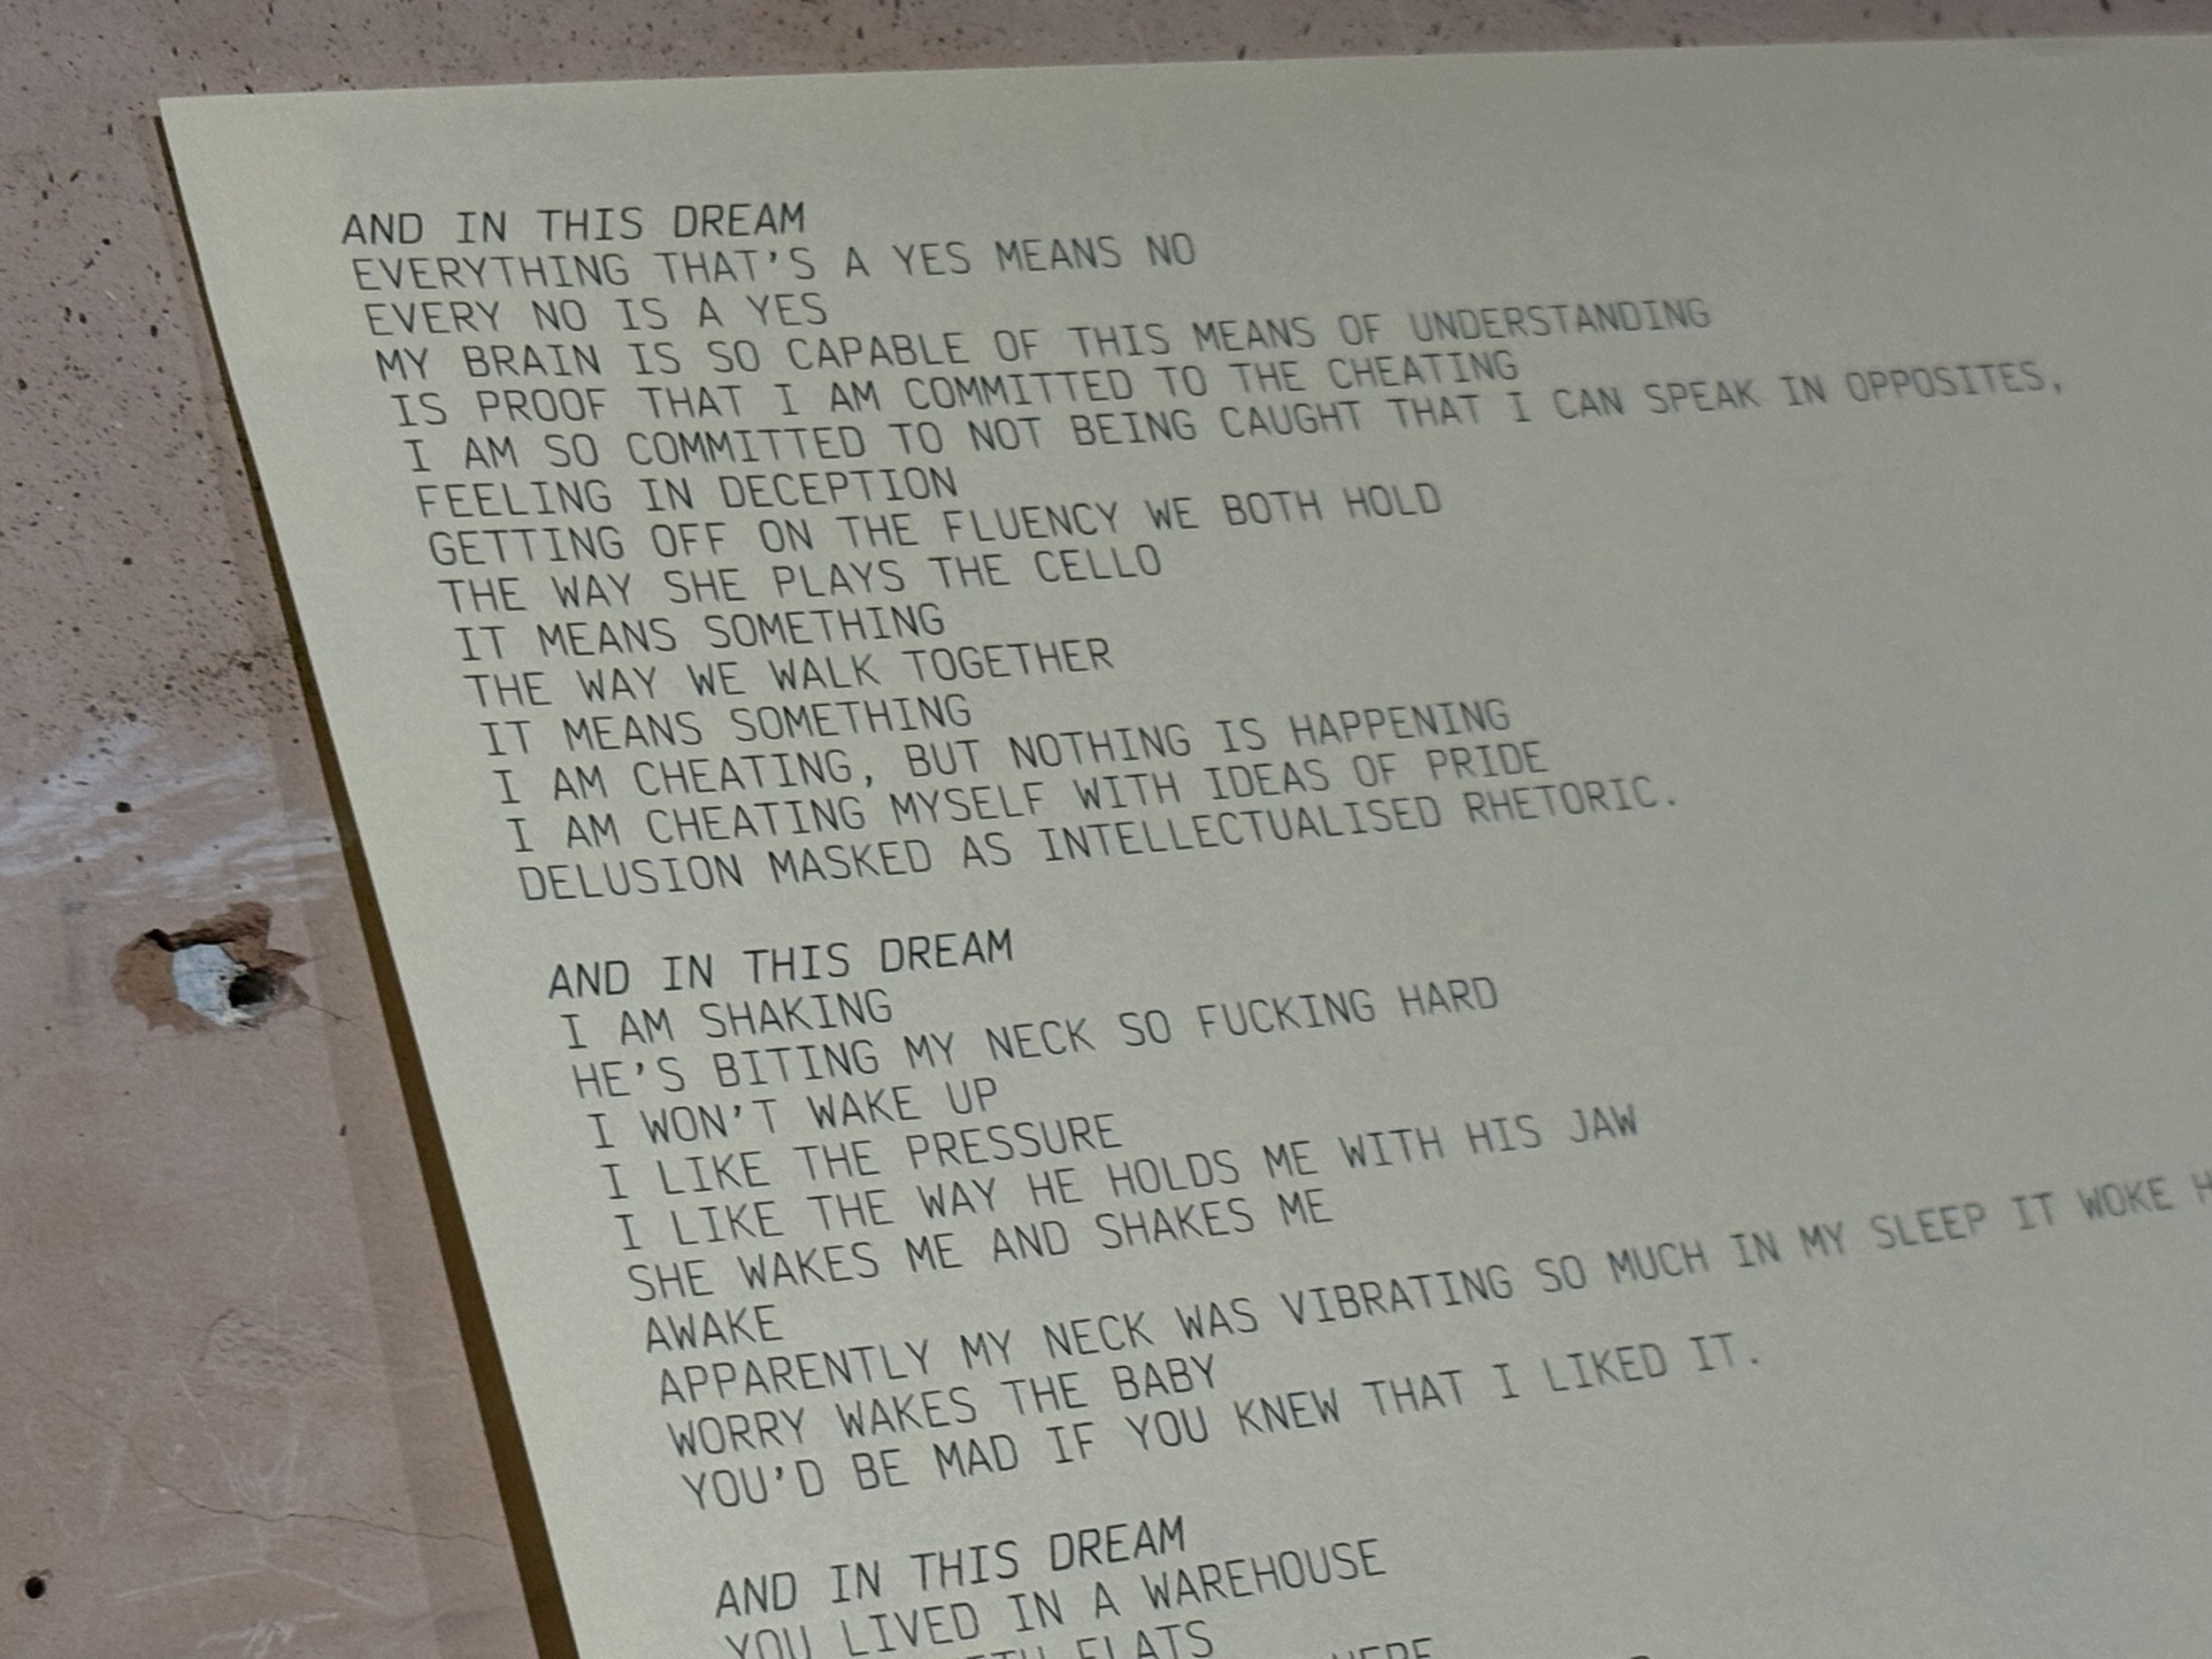 AND IN THIS DREAM
EVERYTHING THAT'S A YES MEANS NO
EVERY NO IS A YES
MY BRAIN IS SO CAPABLE OF THIS MEANS OF UNDERSTANDING
IS PROOF THAT I AM COMMITTED TO THE CHEATING
I AM SO COMMITTED TO NOT BEING CAUGHT THAT I CAN SPEAK IN OPPOSITES,
FEELING IN DECEPTION
GETTING OFF ON THE FLUENCY WE BOTH HOLD
THE WAY SHE PLAYS THE CELLO
IT MEANS SOMETHING
THE WAY WE WALK TOGETHER
IT MEANS SOMETHING
I AM CHEATING, BUT NOTHING IS HAPPENING
I AM CHEATING MYSELF WITH IDEAS OF PRIDE
DELUSION MASKED AS INTELLECTUALISED RHETORIC.
AND IN THIS DREAM
I AM SHAKING
HE'S BITING MY NECK SO FUCKING HARD
I WON'T WAKE UP
I LIKE THE PRESSURE
I LIKE THE WAY HE HOLDS ME WITH HIS JAW
SHE WAKES ME AND SHAKES ME
AWAKE
APPARENTLY MY NECK WAS VIBRATING SO MUCH IN MY SLEEP IT WOKE
WORRY WAKES THE BABY
YOU'D BE MAD IF YOU KNEW THAT I LIKED IT.
AND IN THIS DREAM
YOU LIVED IN A WAREHOUSE
FLATS